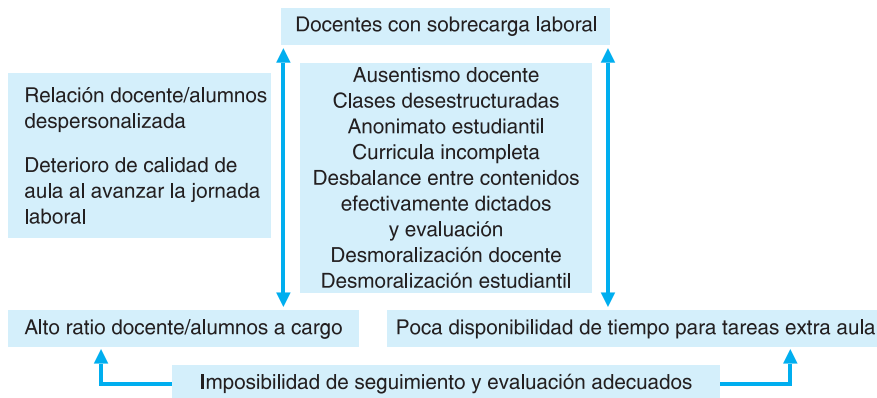 Docentes con sobrecarga laboral
Relación docente/alumnos
despersonalizada
Deterioro de calidad de
aula al avanzar la jornada
laboral
Ausentismo docente
Clases desestructuradas
Anonimato estudiantil
Curricula incompleta
Desbalance entre contenidos
efectivamente dictados
y evaluación
Desmoralización docente
Desmoralización estudiantil
Alto ratio docente/alumnos a cargo
Poca disponibilidad de tiempo para tareas extra aula
Imposibilidad de seguimiento y evaluación adecuados